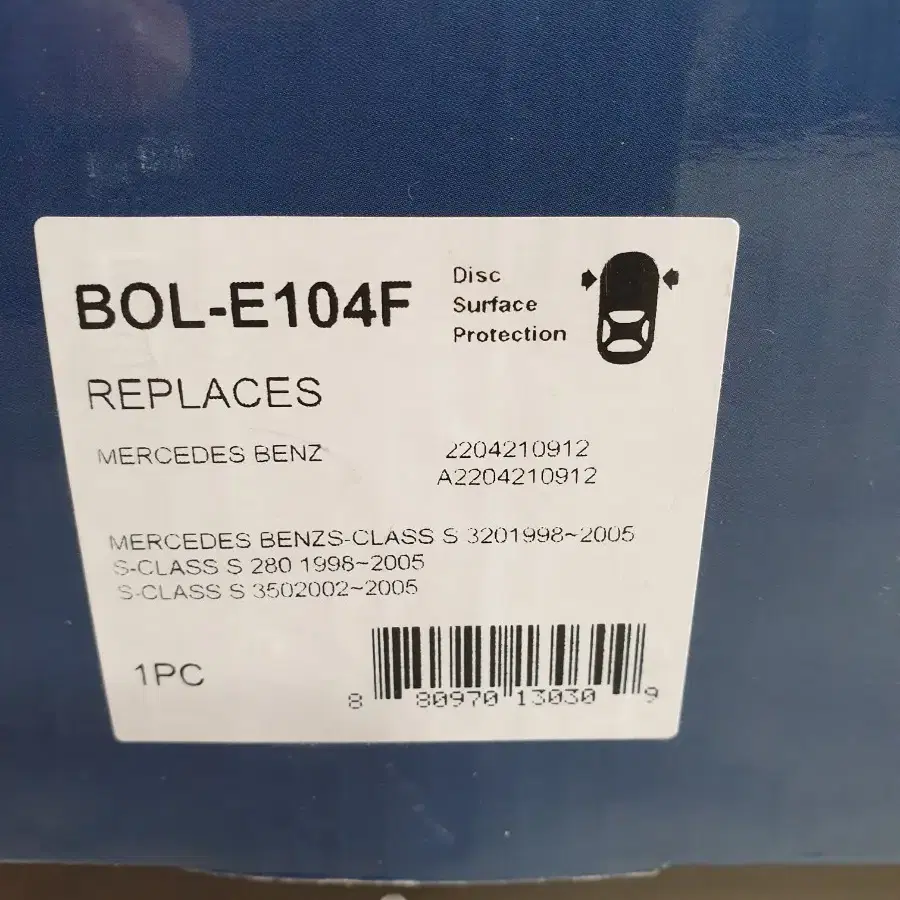 BOL-E104F
Disc
Surface
Protection
REPLACES
MERCEDES BENZ 2204210912
A2204210912
MERCEDES BENZS-CLASS S 3201998~2005
S-CLASS S 280 1998~2005
S-CLASS S 3502002~2005
1PC
8 80970 13030 9